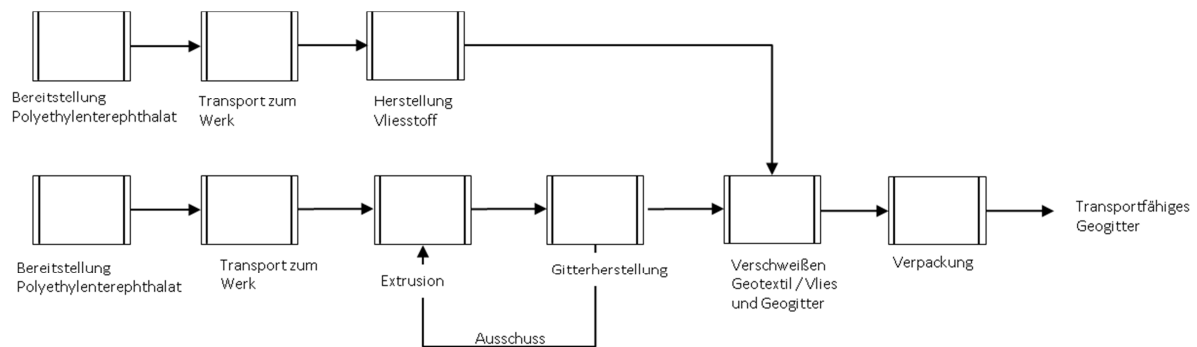 Bereitstellung
Polyethylenterephthalat
Transport zum
Werk
Herstellung
Vliesstoff
Bereitstellung
Polyethylenterephthalat
Transport zum
Werk
Extrusion
Gitterherstellung
Verschweißen
Geotextil / Vlies
und Geogitter
Verpackung
Transportfähiges
Geogitter
Ausschuss